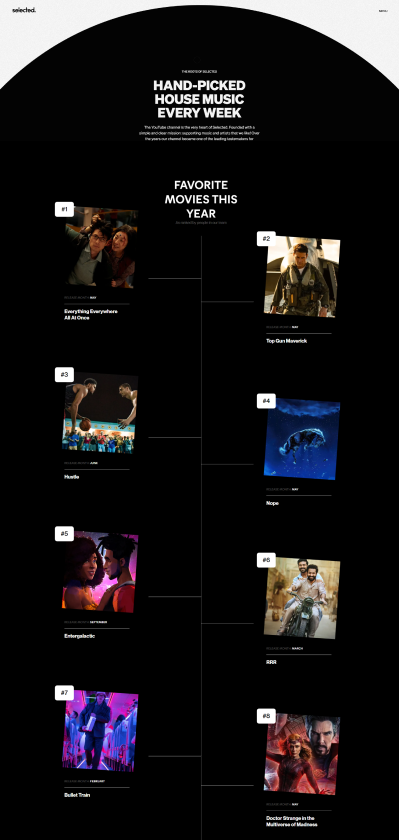 selected.
MENU
THE ROOTS OF SELECTED
HAND-PICKED
HOUSE MUSIC
EVERY WEEK
The YouTube channel is the very heart of Selected. Founded with a
simple and clear mission: supporting music and artists that we like! Over
the years our channel became one of the leading tastemakers for
FAVORITE
MOVIES THIS
YEAR
#1
RELEASE MONTH: MAY
Everything Everywhere
All At Once
#2
RELEASE MONTH: MAY
Top Gun Maverick
#3
RELEASE MONTH: JUNE
Hustle
#4
RELEASE MONTH: MAY
Nope
#5
RELEASE MONTH: SEPTEMBER
Entergalactic
#6
RELEASE MONTH: MARCH
RRR
#7
RELEASE MONTH: FEBRUARY
Bullet Train
#8
RELEASE MONTH: MAY
Doctor Strange in the
Multiverse of Madness